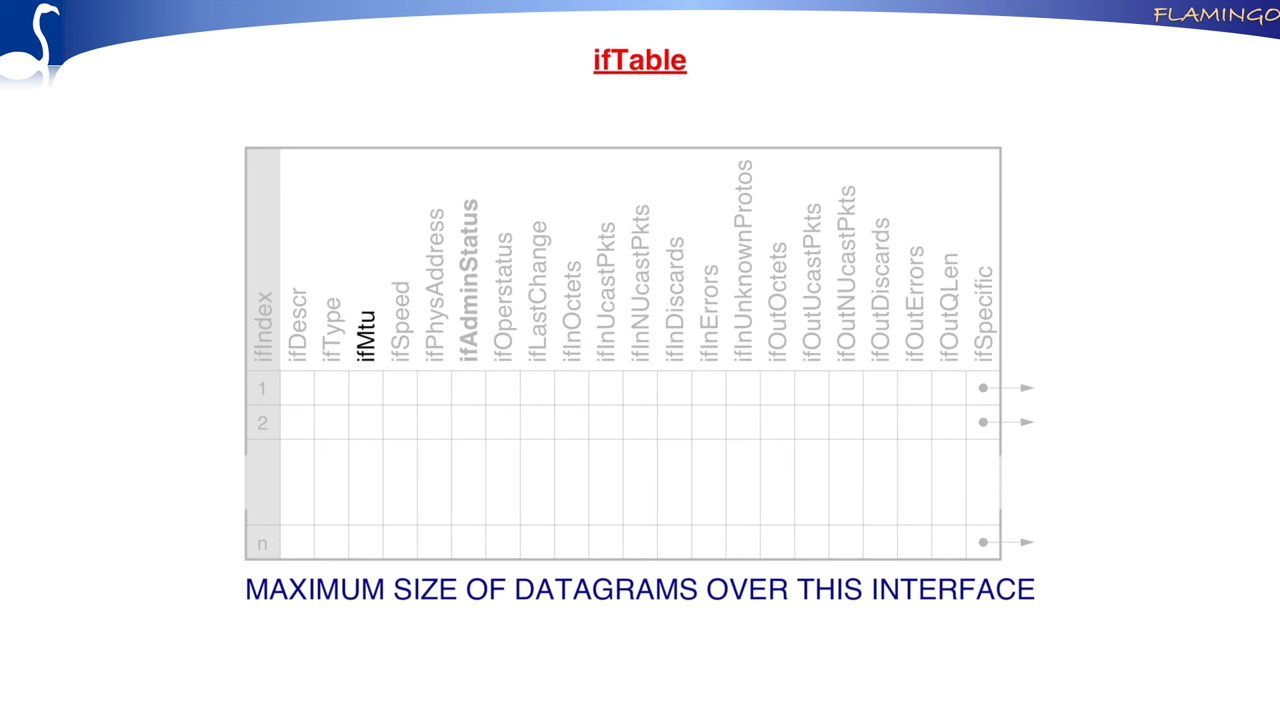 FLAMINGO
ifTable
ifIndex
ifDescr
ifType
ifMtu
ifSpeed
ifPhysAddress
ifAdminStatus
ifOperstatus
ifLastChange
ifInOctets
ifInUcastPkts
ifInNUcastPkts
ifInDiscards
ifInErrors
ifInUnknownProtos
ifOutOctets
ifOutUcastPkts
ifOutNUcastPkts
ifOutDiscards
ifOutErrors
ifOutQLen
ifSpecific
1
2
n
MAXIMUM SIZE OF DATAGRAMS OVER THIS INTERFACE